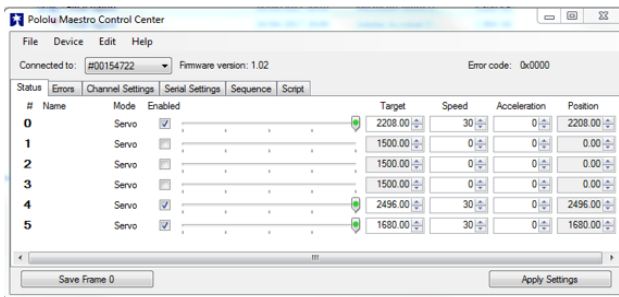 Pololu Maestro Control Center
File Device Edit Help
Connected to: #00154722 Firmware version: 1.02 Error code: 0x0000
Status Errors Channel Settings Serial Settings Sequence Script
# Name Mode Enabled Target Speed Acceleration Position
0 Servo 2208.00 30 0 2208.00
1 Servo 1500.00 0 0 0.00
2 Servo 1500.00 0 0 0.00
3 Servo 1500.00 0 0 0.00
4 Servo 2496.00 30 0 2496.00
5 Servo 1680.00 30 0 1680.00
Save Frame 0 Apply Settings